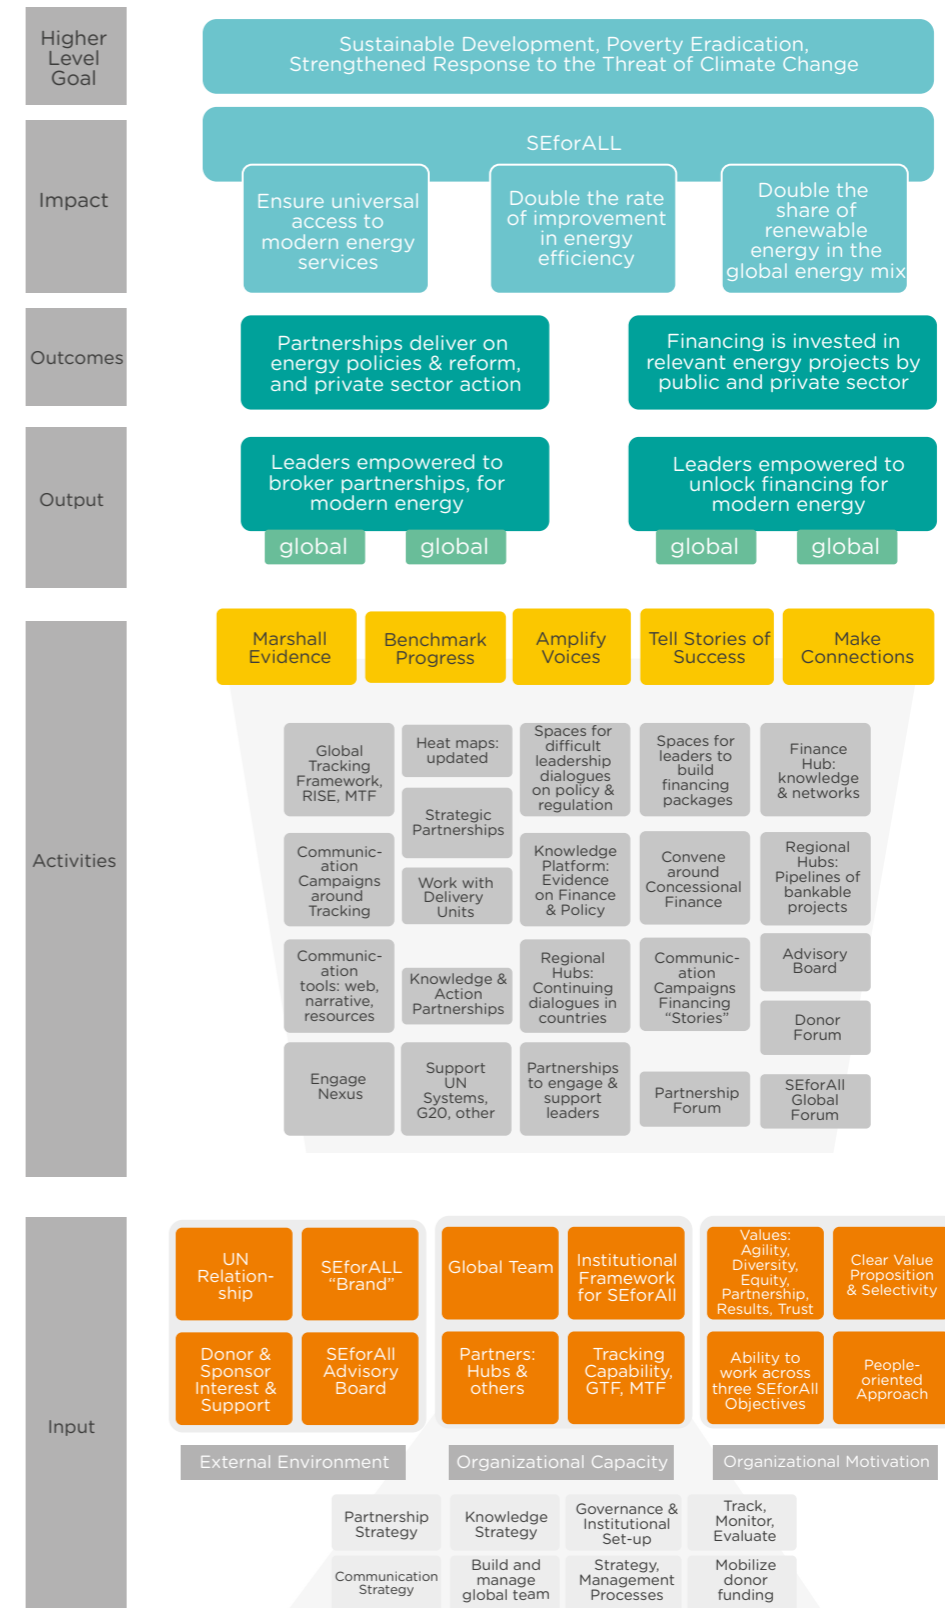 Higher
Level
Goal
Sustainable Development, Poverty Eradication,
Strengthened Response to the Threat of Climate Change
Impact
SEforALL
Ensure universal
access to
modern energy
services
Double the rate
of improvement
in energy
efficiency
Double the
share of
renewable
energy in the
global energy mix
Outcomes
Partnerships deliver on
energy policies & reform,
and private sector action
Financing is invested in
relevant energy projects by
public and private sector
Output
Leaders empowered to
broker partnerships, for
modern energy
global
global
Leaders empowered to
unlock financing for
modern energy
global
global
Activities
Marshall
Evidence
Benchmark
Progress
Amplify
Voices
Tell Stories of
Success
Make
Connections
Global
Tracking
Framework,
RISE, MTF
Communic-
ation
Campaigns
around
Tracking
Communic-
ation
tools: web,
narrative,
resources
Engage
Nexus
Heat maps:
updated
Strategic
Partnerships
Work with
Delivery
Units
Knowledge &
Action
Partnerships
Support
UN
Systems,
G20, other
Spaces for
difficult
leadership
dialogues
on policy &
regulation
Knowledge
Platform:
Evidence
on Finance
& Policy
Regional
Hubs:
Continuing
dialogues in
countries
Partnerships
to engage &
support
leaders
Spaces for
leaders to
build
financing
packages
Convene
around
Concessional
Finance
Communic-
ation
Campaigns
Financing
“Stories”
Partnership
Forum
Finance
Hub:
knowledge
& networks
Regional
Hubs:
Pipelines of
bankable
projects
Advisory
Board
Donor
Forum
SEforAll
Global
Forum
Input
UN
Relation-
ship
SEforALL
“Brand”
Donor &
Sponsor
Interest &
Support
SEforAll
Advisory
Board
External Environment
Global Team
Institutional
Framework
for SEforAll
Partners:
Hubs &
others
Tracking
Capability,
GTF, MTF
Organizational Capacity
Values:
Agility,
Diversity,
Equity,
Partnership,
Results, Trust
Clear Value
Proposition
& Selectivity
Ability to
work across
three SEforAll
Objectives
People-
oriented
Approach
Organizational Motivation
Partnership
Strategy
Knowledge
Strategy
Governance &
Institutional
Set-up
Track,
Monitor,
Evaluate
Communication
Strategy
Build and
manage
global team
Strategy,
Management
Processes
Mobilize
donor
funding